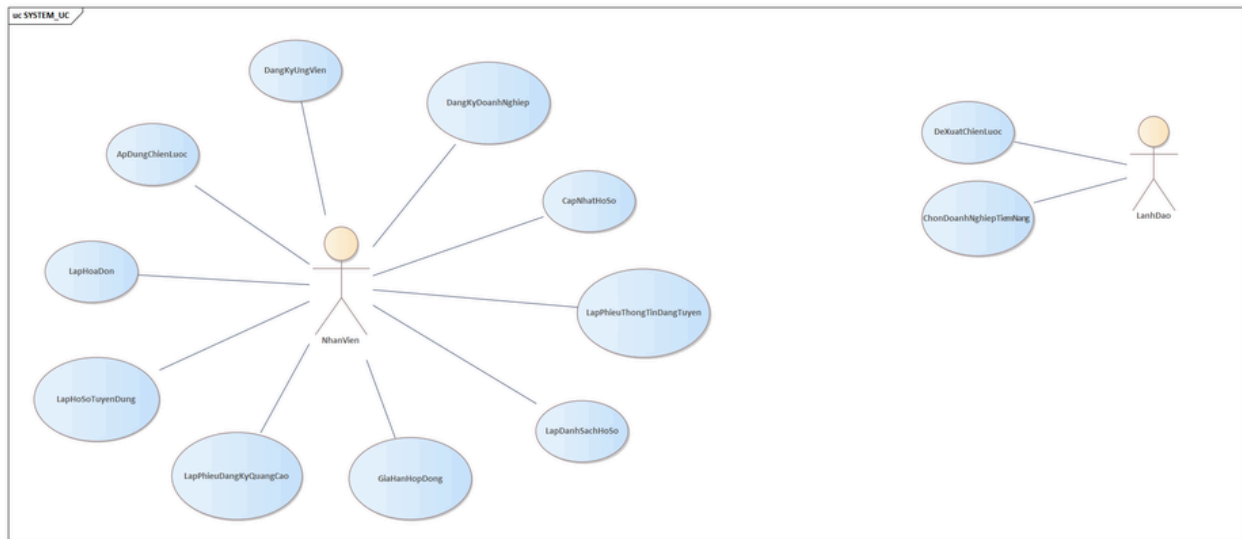 uc SYSTEM_UC
DangKyUngVien
DangKyDoanhNghiep
ApDungChienLuoc
CapNhatHoSo
LapHoaDon
LapPhieuThongTinDangTuyen
NhanVien
LapHoSoTuyenDung
LapDanhSachHoSo
LapPhieuDangKyQuangCao
GiaHanHopDong
DeXuatChienLuoc
ChonDoanhNghiepTiemNang
LanhDao